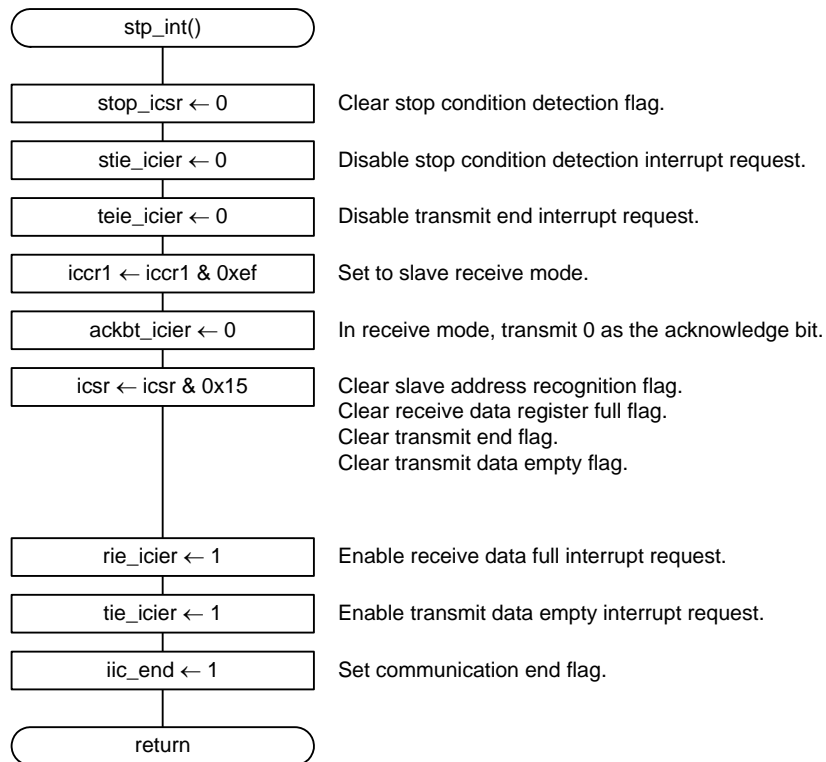 stp_int()
stop_icsr ← 0 Clear stop condition detection flag.
stie_icier ← 0 Disable stop condition detection interrupt request.
teie_icier ← 0 Disable transmit end interrupt request.
iccr1 ← iccr1 & 0xef Set to slave receive mode.
ackbt_icier ← 0 In receive mode, transmit 0 as the acknowledge bit.
icsr ← icsr & 0x15 Clear slave address recognition flag.
Clear receive data register full flag.
Clear transmit end flag.
Clear transmit data empty flag.
rie_icier ← 1 Enable receive data full interrupt request.
tie_icier ← 1 Enable transmit data empty interrupt request.
iic_end ← 1 Set communication end flag.
return